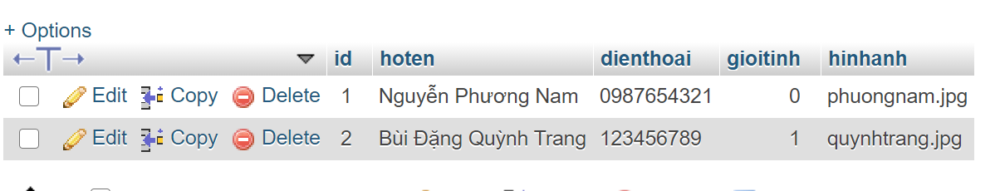 + Options
id hoten dienthoai gioitinh hinhanh
Edit Copy Delete 1 Nguyễn Phương Nam 0987654321 0 phuongnam.jpg
Edit Copy Delete 2 Bùi Đặng Quỳnh Trang 123456789 1 quynhtrang.jpg